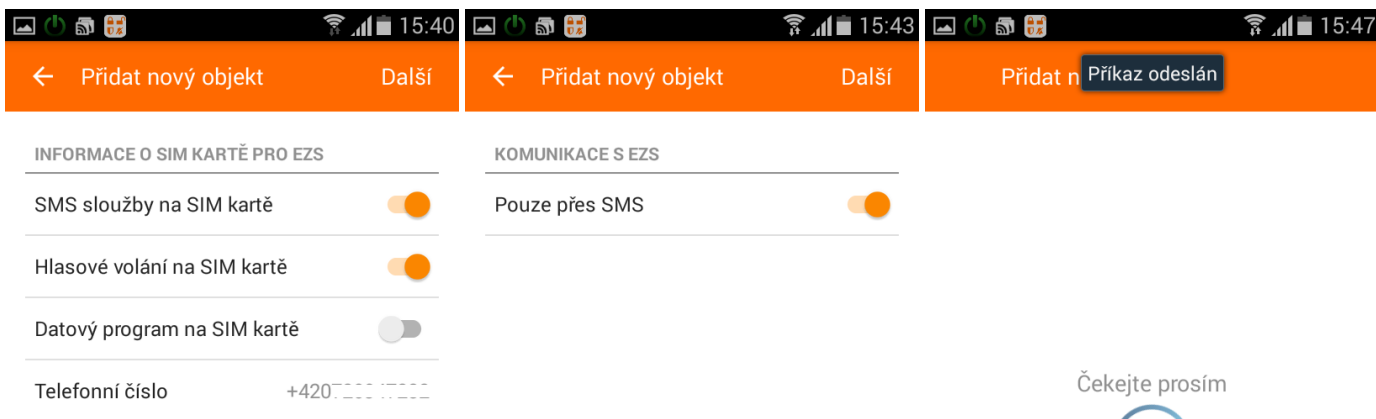 15:40
Přidat nový objekt Další
INFORMACE O SIM KARTĚ PRO EZS
SMS sloužby na SIM kartě
Hlasové volání na SIM kartě
Datový program na SIM kartě
Telefonní číslo +420
15:43
Přidat nový objekt Další
KOMUNIKACE S EZS
Pouze přes SMS
15:47
Přidat n
Příkaz odeslán
Čekejte prosím